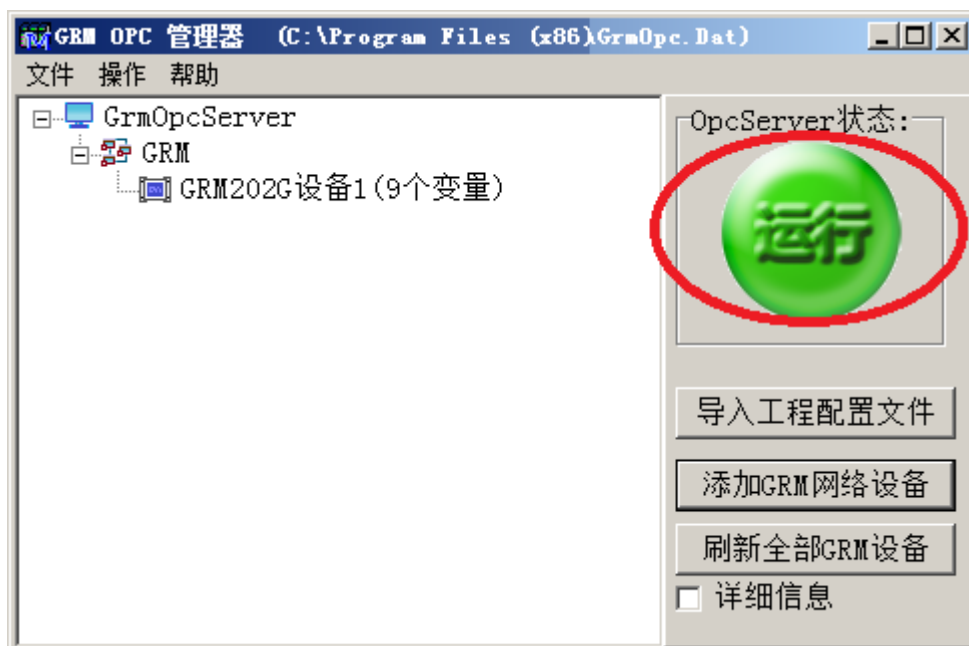 GRM OPC 管理器 (C:\Program Files (x86)\GrmOpc.Dat)
文件 操作 帮助
GrmOpcServer
GRM
GRM202G设备1(9个变量)
OpcServer状态:
运行
导入工程配置文件
添加GRM网络设备
刷新全部GRM设备
详细信息